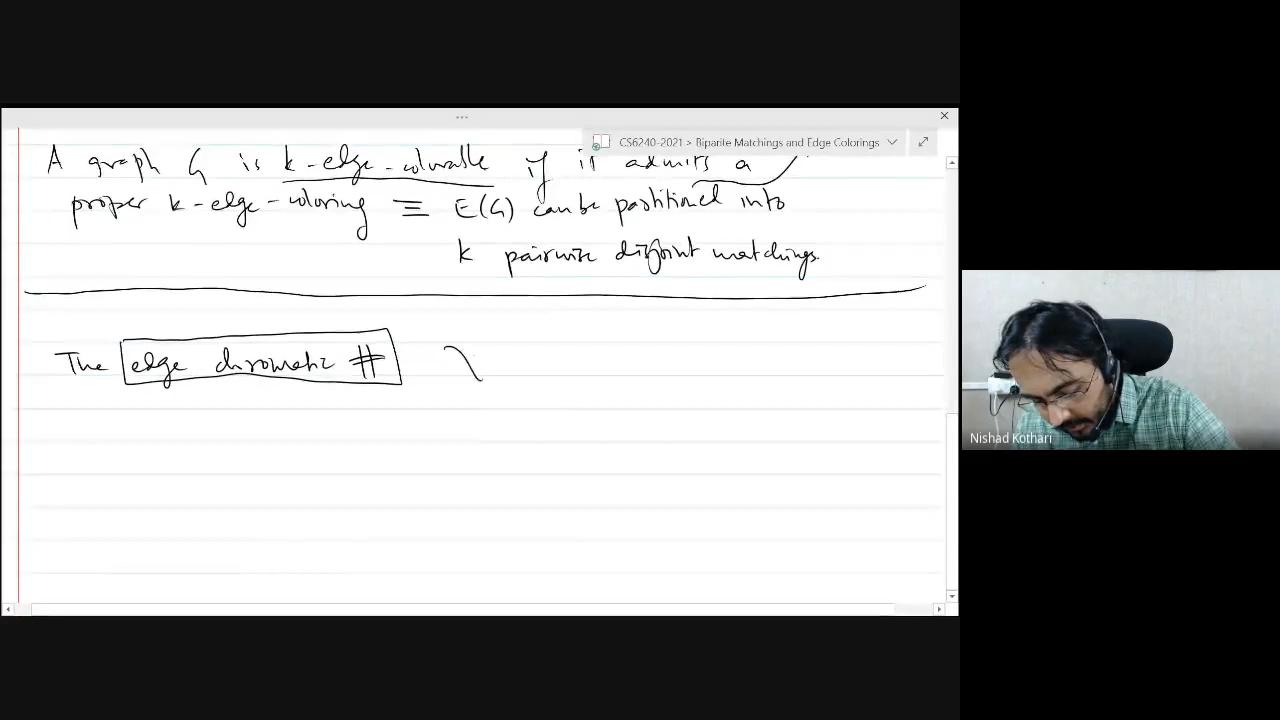 CS6240-2021 > Biparite Matchings and Edge Colorings
A graph G is k-edge-colorable if it admits a
proper k-edge-coloring ≡ E(G) can be partitioned into
k pairwise disjoint matchings.
The edge chromatic #
Nishad Kothari